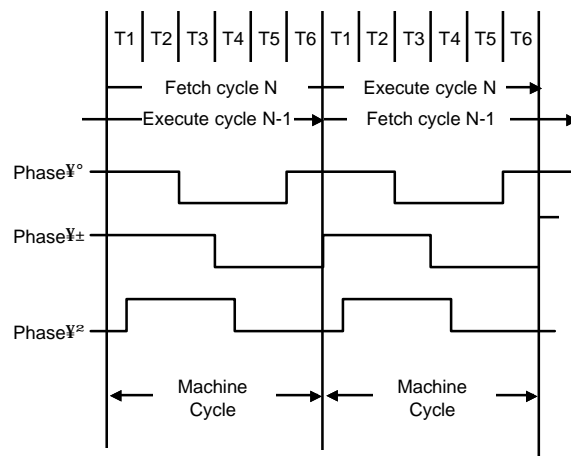 T1 T2 T3 T4 T5 T6 T1 T2 T3 T4 T5 T6
Fetch cycle N Execute cycle N
Execute cycle N-1 Fetch cycle N-1
Phase¥°
Phase¥±
Phase¥²
Machine Cycle
Machine Cycle